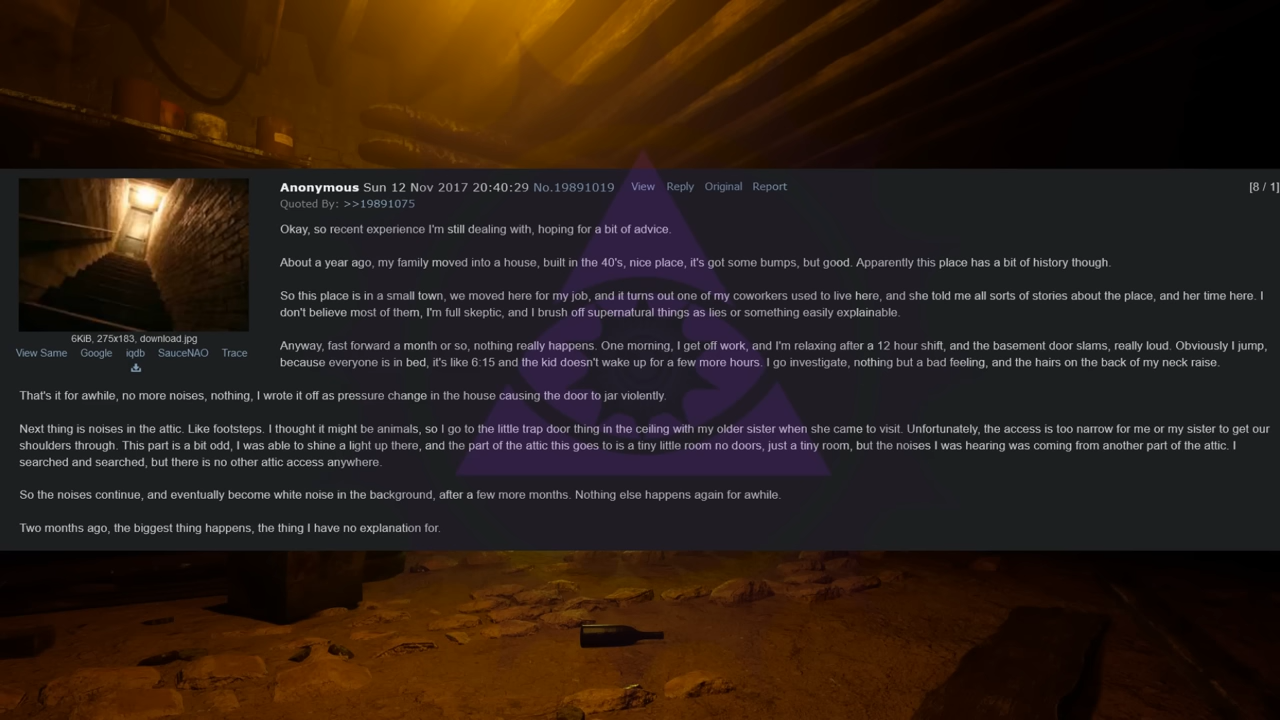 Anonymous Sun 12 Nov 2017 20:40:29 No.19891019 View Reply Original Report [8 / 1]
Quoted By: >>19891075
Okay, so recent experience I'm still dealing with, hoping for a bit of advice.
About a year ago, my family moved into a house, built in the 40's, nice place, it's got some bumps, but good. Apparently this place has a bit of history though.
So this place is in a small town, we moved here for my job, and it turns out one of my coworkers used to live here, and she told me all sorts of stories about the place, and her time here. I
don't believe most of them, I'm full skeptic, and I brush off supernatural things as lies or something easily explainable.
6KiB, 275x183, download.jpg
View Same Google iqdb SauceNAO Trace
Anyway, fast forward a month or so, nothing really happens. One morning, I get off work, and I'm relaxing after a 12 hour shift, and the basement door slams, really loud. Obviously I jump,
because everyone is in bed, it's like 6:15 and the kid doesn't wake up for a few more hours. I go investigate, nothing but a bad feeling, and the hairs on the back of my neck raise.
That's it for awhile, no more noises, nothing, I wrote it off as pressure change in the house causing the door to jar violently.
Next thing is noises in the attic. Like footsteps. I thought it might be animals, so I go to the little trap door thing in the ceiling with my older sister when she came to visit. Unfortunately, the access is too narrow for me or my sister to get our
shoulders through. This part is a bit odd, I was able to shine a light up there, and the part of the attic this goes to is a tiny little room no doors, just a tiny room, but the noises I was hearing was coming from another part of the attic. I
searched and searched, but there is no other attic access anywhere.
So the noises continue, and eventually become white noise in the background, after a few more months. Nothing else happens again for awhile.
Two months ago, the biggest thing happens, the thing I have no explanation for.